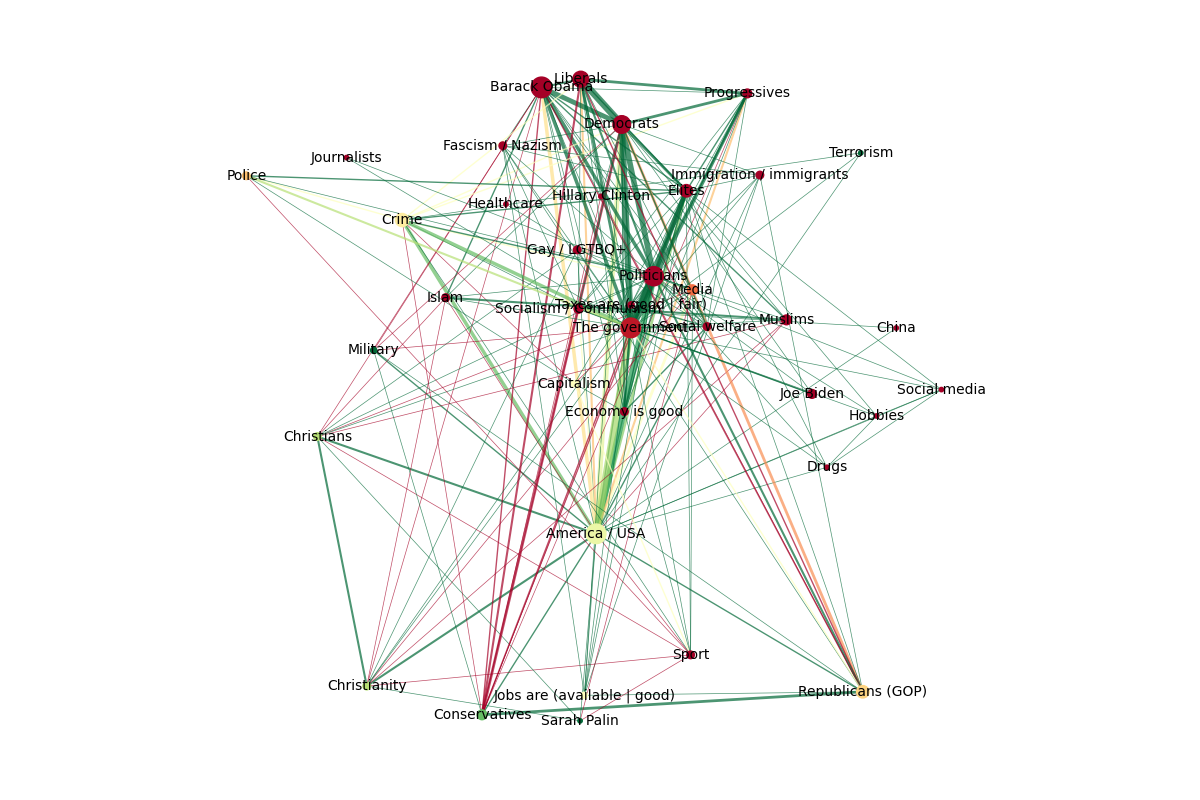 Liberals
Barack Obama
Progressives
Democrats
Fascism / Nazism
Terrorism
Journalists
Police
Immigration / immigrants
Elites
Hillary Clinton
Healthcare
Crime
Gay / LGTBQ+
Politicians
Media
Islam
Taxes are (good | fair)
Socialism / Communism
Muslims
The government
Social welfare
China
Military
Capitalism
Social media
Joe Biden
Economy is good
Hobbies
Christians
Drugs
America / USA
Sport
Christianity
Republicans (GOP)
Jobs are (available | good)
Conservatives
Sarah Palin